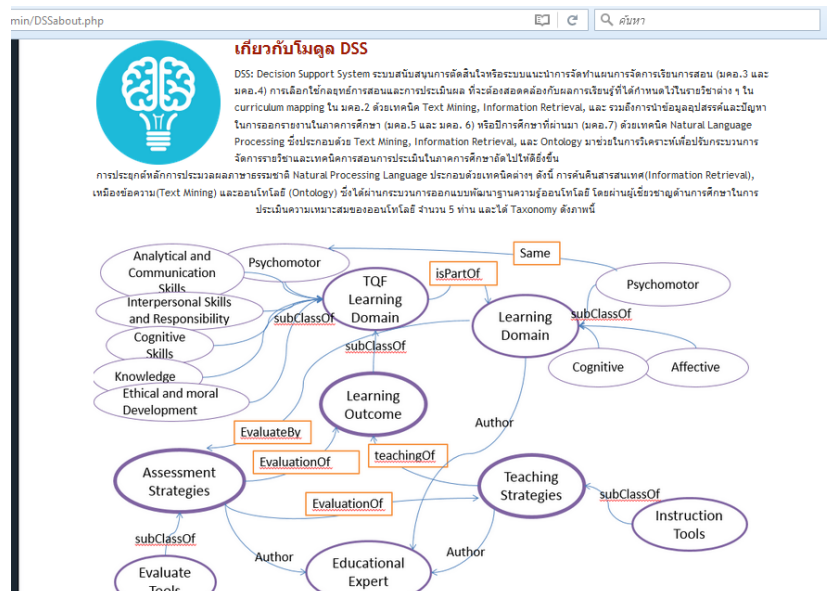 min/DSSabout.php
ค้นหา
เกี่ยวกับโมดูล DSS
DSS: Decision Support System ระบบสนับสนุนการตัดสินใจหรือระบบแนะนำการจัดทำแผนการจัดการเรียนการสอน (มคอ.3 และ
มคอ.4) การเลือกใช้กลยุทธ์การสอนและการประเมินผล ที่จะต้องสอดคล้องกับผลการเรียนรู้ที่ได้กำหนดไว้ในรายวิชาต่าง ๆ ใน
curriculum mapping ใน มคอ.2 ด้วยเทคนิค Text Mining, Information Retrieval, และ รวมถึงการนำข้อมูลอุปสรรค์และปัญหา
ในการออกรายงานในภาคการศึกษา (มคอ.5 และ มคอ. 6) หรือปีการศึกษาที่ผ่านมา (มคอ.7) ด้วยเทคนิค Natural Language
Processing ซึ่งประกอบด้วย Text Mining, Information Retrieval, และ Ontology มาช่วยในการวิเคราะห์เพื่อปรับกระบวนการ
จัดการรายวิชาและเทคนิคการสอนการประเมินในภาคการศึกษาถัดไปให้ดียิ่งขึ้น
การประยุกต์หลักการประมวลผลภาษาธรรมชาติ Natural Processing Language ประกอบด้วยเทคนิคต่างๆ ดังนี้ การค้นคืนสารสนเทศ(Information Retrieval),
เหมืองข้อความ(Text Mining) และออนโทโลยี (Ontology) ซึ่งได้ผ่านกระบวนการออกแบบพัฒนาฐานความรู้ออนโทโลยี โดยผ่านผู้เชี่ยวชาญด้านการศึกษาในการ
ประเมินความเหมาะสมของออนโทโลยี จำนวน 5 ท่าน และได้ Taxonomy ดังภาพนี้
Analytical and
Communication
Skills
Psychomotor
Same
isPartOf
TQF
Learning
Domain
Psychomotor
Interpersonal Skills
and Responsibility
subClassOf
Learning
Domain
subClassOf
Cognitive
Skills
subClassOf
Cognitive
Affective
Knowledge
Ethical and moral
Development
Learning
Outcome
Author
EvaluateBy
EvaluationOf
teachingOf
Assessment
Strategies
Teaching
Strategies
EvaluationOf
subClassOf
Instruction
Tools
subClassOf
Author
Author
Educational
Expert
Evaluate
Tools